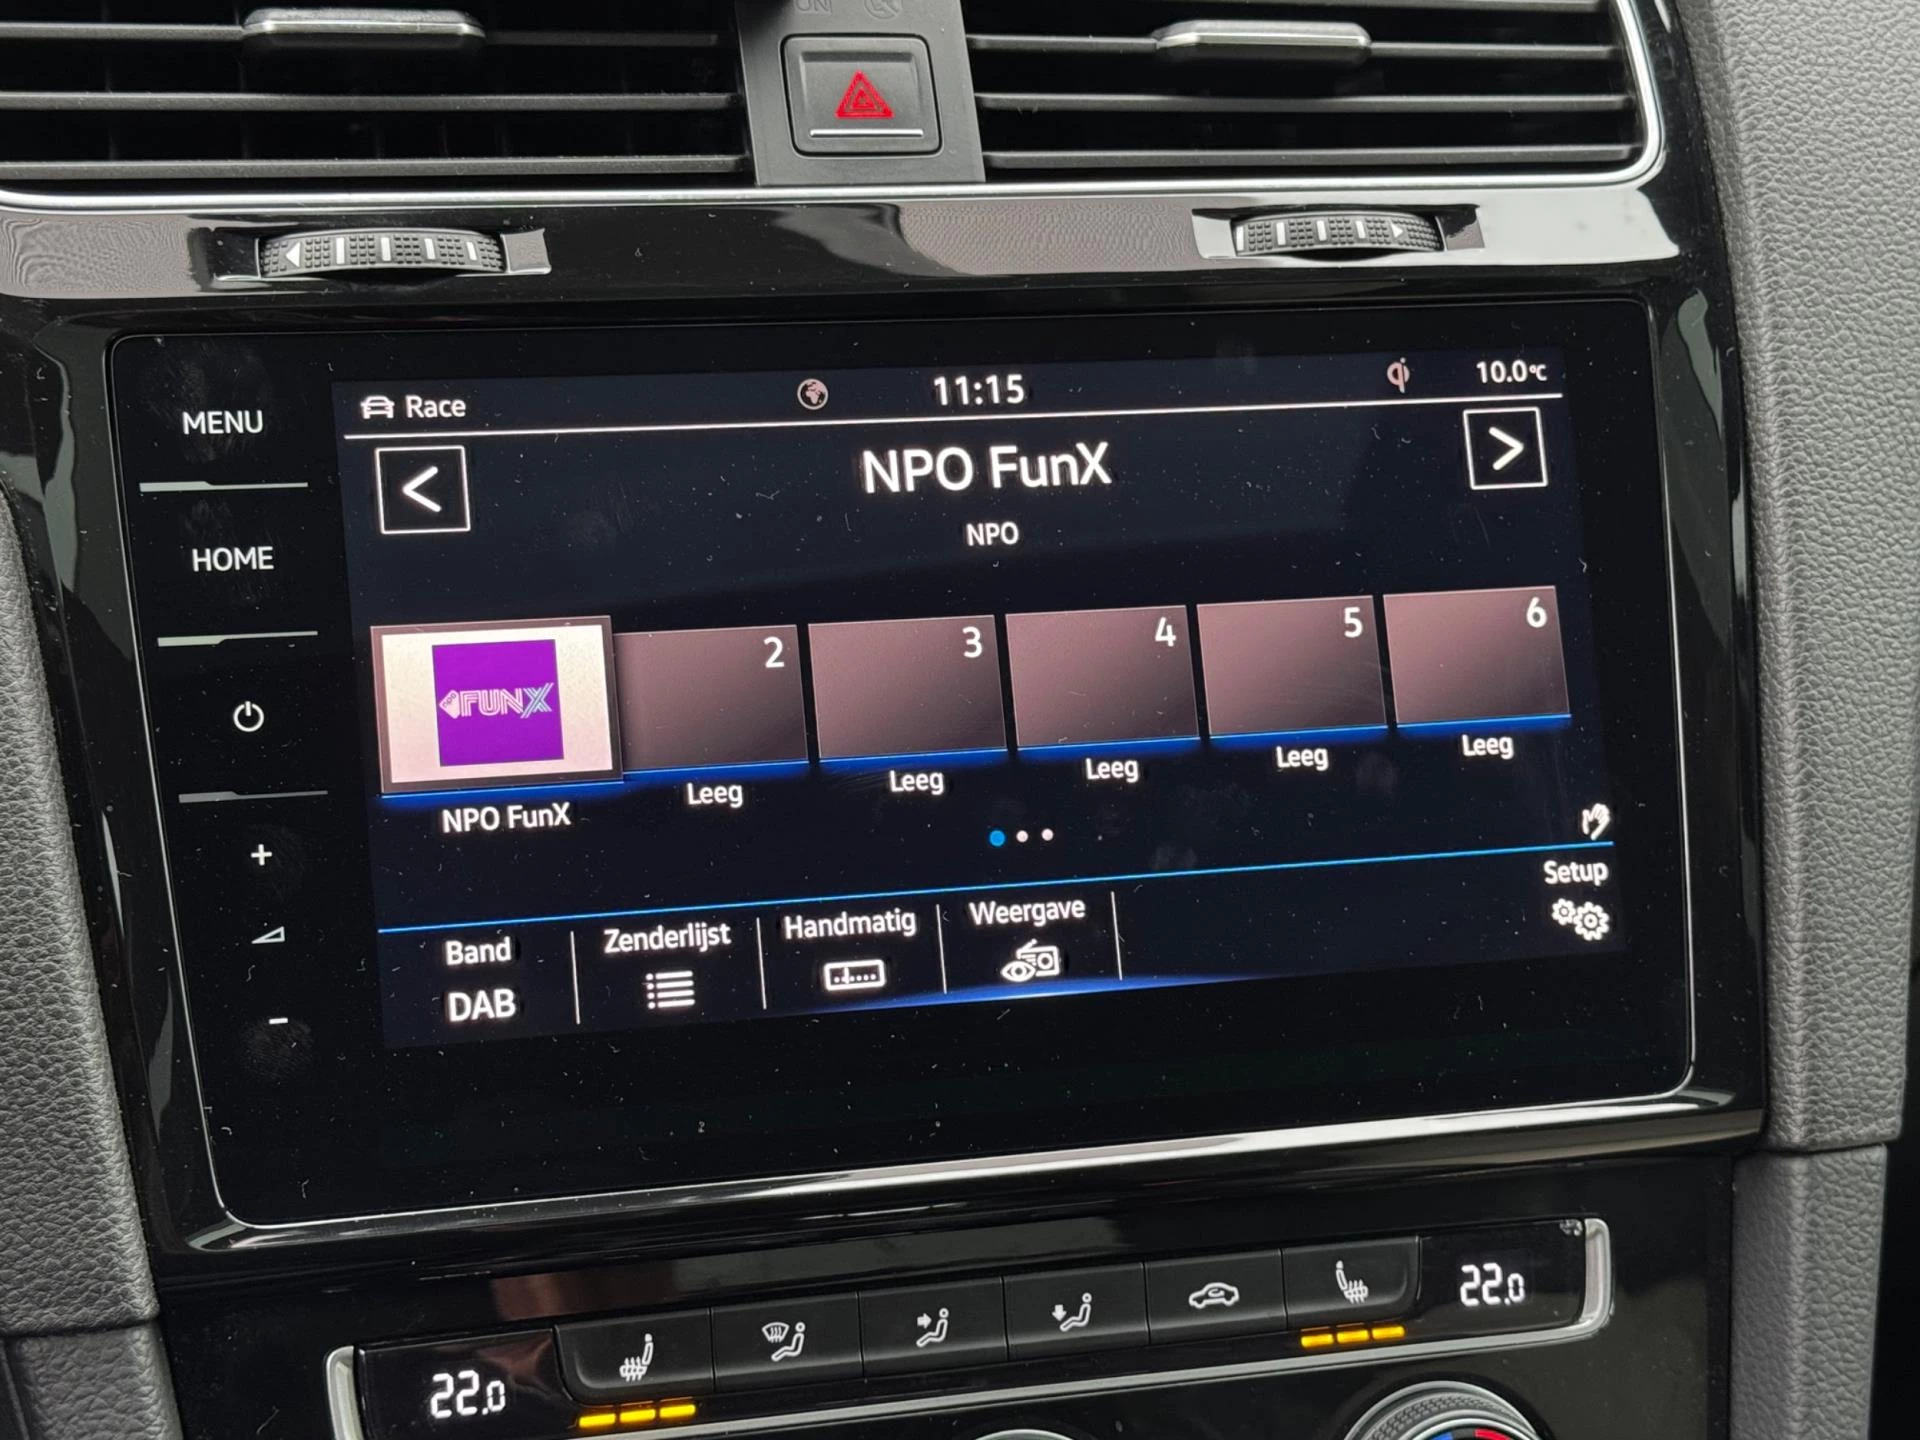 MENU
HOME
Race
11:15
10.0°C
NPO FunX
NPO
FUNX
2
3
4
5
6
NPO FunX
Leeg
Leeg
Leeg
Leeg
Leeg
Setup
Band
DAB
Zenderlijst
Handmatig
Weergave
22.0
22.0